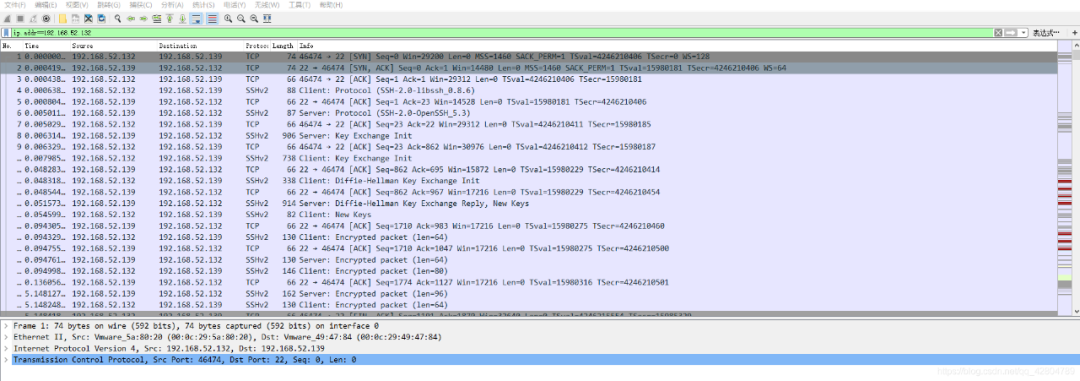 文件(F) 编辑(E) 视图(V) 跳转(G) 捕获(C) 分析(A) 统计(S) 电话(Y) 无线(W) 工具(T) 帮助(H)
ip.addr==192.168.52.132 表达式… +
No. Time Source Destination Protocol Length Info
1 0.000000… 192.168.52.132 192.168.52.139 TCP 74 46474 → 22 [SYN] Seq=0 Win=29200 Len=0 MSS=1460 SACK_PERM=1 TSval=4246210406 TSecr=0 WS=128
2 0.000419… 192.168.52.139 192.168.52.132 TCP 74 22 → 46474 [SYN, ACK] Seq=0 Ack=1 Win=14480 Len=0 MSS=1460 SACK_PERM=1 TSval=15980181 TSecr=4246210406 WS=64
3 0.000438… 192.168.52.132 192.168.52.139 TCP 66 46474 → 22 [ACK] Seq=1 Ack=1 Win=29312 Len=0 TSval=4246210406 TSecr=15980181
4 0.000638… 192.168.52.132 192.168.52.139 SSHv2 88 Client: Protocol (SSH-2.0-libssh_0.8.6)
5 0.000804… 192.168.52.139 192.168.52.132 TCP 66 22 → 46474 [ACK] Seq=1 Ack=23 Win=14528 Len=0 TSval=15980181 TSecr=4246210406
6 0.005011… 192.168.52.139 192.168.52.132 SSHv2 87 Server: Protocol (SSH-2.0-OpenSSH_5.3)
7 0.005029… 192.168.52.132 192.168.52.139 TCP 66 46474 → 22 [ACK] Seq=23 Ack=22 Win=29312 Len=0 TSval=4246210411 TSecr=15980185
8 0.006314… 192.168.52.139 192.168.52.132 SSHv2 906 Server: Key Exchange Init
9 0.006329… 192.168.52.132 192.168.52.139 TCP 66 46474 → 22 [ACK] Seq=23 Ack=862 Win=30976 Len=0 TSval=4246210412 TSecr=15980187
… 0.007985… 192.168.52.132 192.168.52.139 SSHv2 738 Client: Key Exchange Init
… 0.048283… 192.168.52.139 192.168.52.132 TCP 66 22 → 46474 [ACK] Seq=862 Ack=695 Win=15872 Len=0 TSval=15980229 TSecr=4246210414
… 0.048318… 192.168.52.132 192.168.52.139 SSHv2 338 Client: Diffie-Hellman Key Exchange Init
… 0.048544… 192.168.52.139 192.168.52.132 TCP 66 22 → 46474 [ACK] Seq=862 Ack=967 Win=17216 Len=0 TSval=15980229 TSecr=4246210454
… 0.051573… 192.168.52.139 192.168.52.132 SSHv2 914 Server: Diffie-Hellman Key Exchange Reply, New Keys
… 0.054599… 192.168.52.132 192.168.52.139 SSHv2 82 Client: New Keys
… 0.094305… 192.168.52.139 192.168.52.132 TCP 66 22 → 46474 [ACK] Seq=1710 Ack=983 Win=17216 Len=0 TSval=15980275 TSecr=4246210460
… 0.094329… 192.168.52.132 192.168.52.139 SSHv2 130 Client: Encrypted packet (len=64)
… 0.094755… 192.168.52.139 192.168.52.132 TCP 66 22 → 46474 [ACK] Seq=1710 Ack=1047 Win=17216 Len=0 TSval=15980275 TSecr=4246210500
… 0.094761… 192.168.52.139 192.168.52.132 SSHv2 130 Server: Encrypted packet (len=64)
… 0.094998… 192.168.52.132 192.168.52.139 SSHv2 146 Client: Encrypted packet (len=80)
… 0.136056… 192.168.52.139 192.168.52.132 TCP 66 22 → 46474 [ACK] Seq=1774 Ack=1127 Win=17216 Len=0 TSval=15980316 TSecr=4246210501
… 5.148127… 192.168.52.139 192.168.52.132 SSHv2 162 Server: Encrypted packet (len=96)
… 5.148248… 192.168.52.132 192.168.52.139 SSHv2 130 Client: Encrypted packet (len=64)
Frame 1: 74 bytes on wire (592 bits), 74 bytes captured (592 bits) on interface 0
Ethernet II, Src: Vmware_5a:80:20 (00:0c:29:5a:80:20), Dst: Vmware_49:47:84 (00:0c:29:49:47:84)
Internet Protocol Version 4, Src: 192.168.52.132, Dst: 192.168.52.139
Transmission Control Protocol, Src Port: 46474, Dst Port: 22, Seq: 0, Len: 0